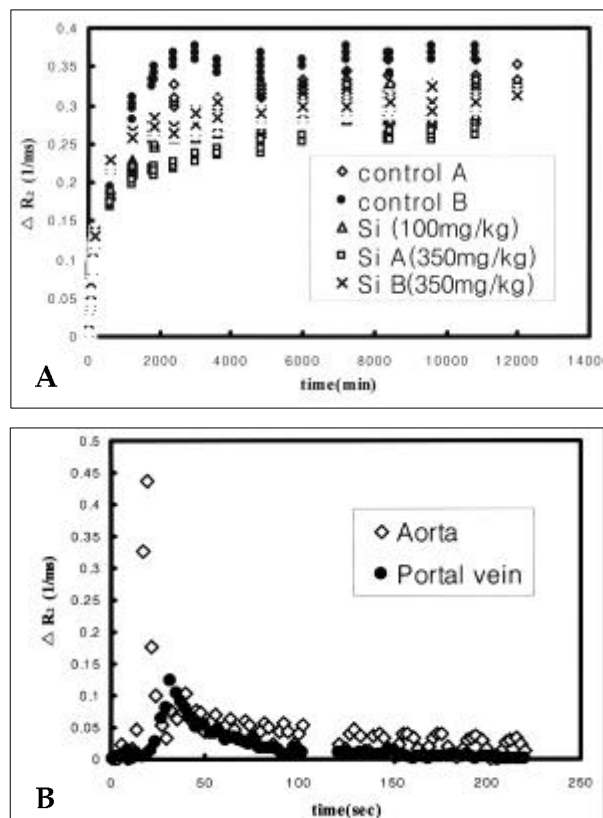 0.4
0.35
0.3
0.25
0.2
0.15
0.1
0.05
0
△ R₂ (1/ms)
control A
control B
Si (100mg/kg)
Si A(350mg/kg)
Si B(350mg/kg)
0 2000 4000 6000 8000 10000 12000 14000
time(min)
A
0.5
0.45
0.4
0.35
0.3
0.25
0.2
0.15
0.1
0.05
0
△ R₂ (1/ms)
Aorta
Portal vein
0 50 100 150 200 250
time(sec)
B